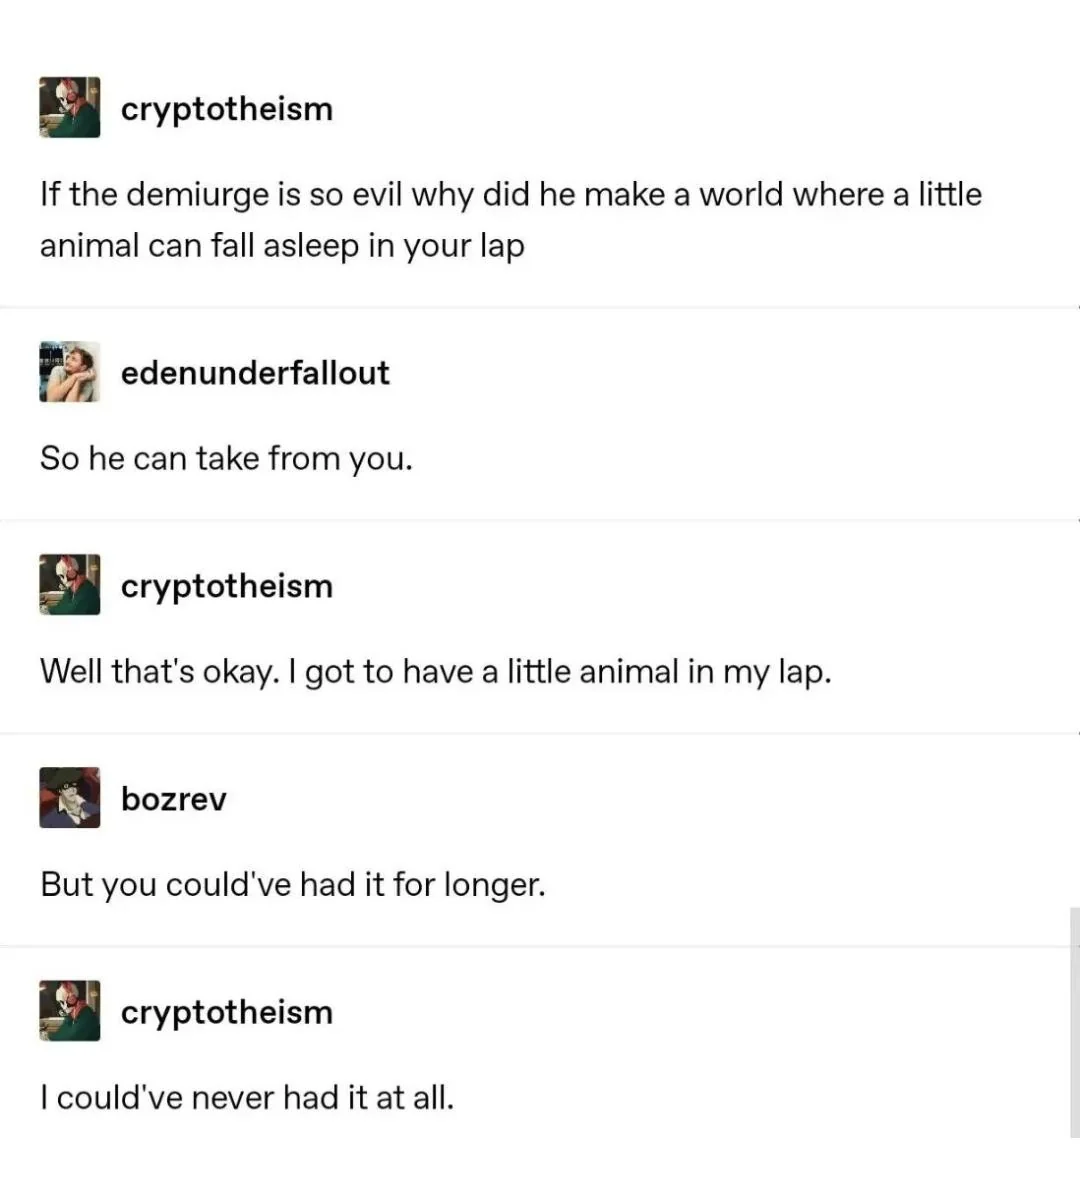 cryptotheism
If the demiurge is so evil why did he make a world where a little
animal can fall asleep in your lap
edenunderfallout
So he can take from you.
cryptotheism
Well that's okay. I got to have a little animal in my lap.
bozrev
But you could've had it for longer.
cryptotheism
I could've never had it at all.